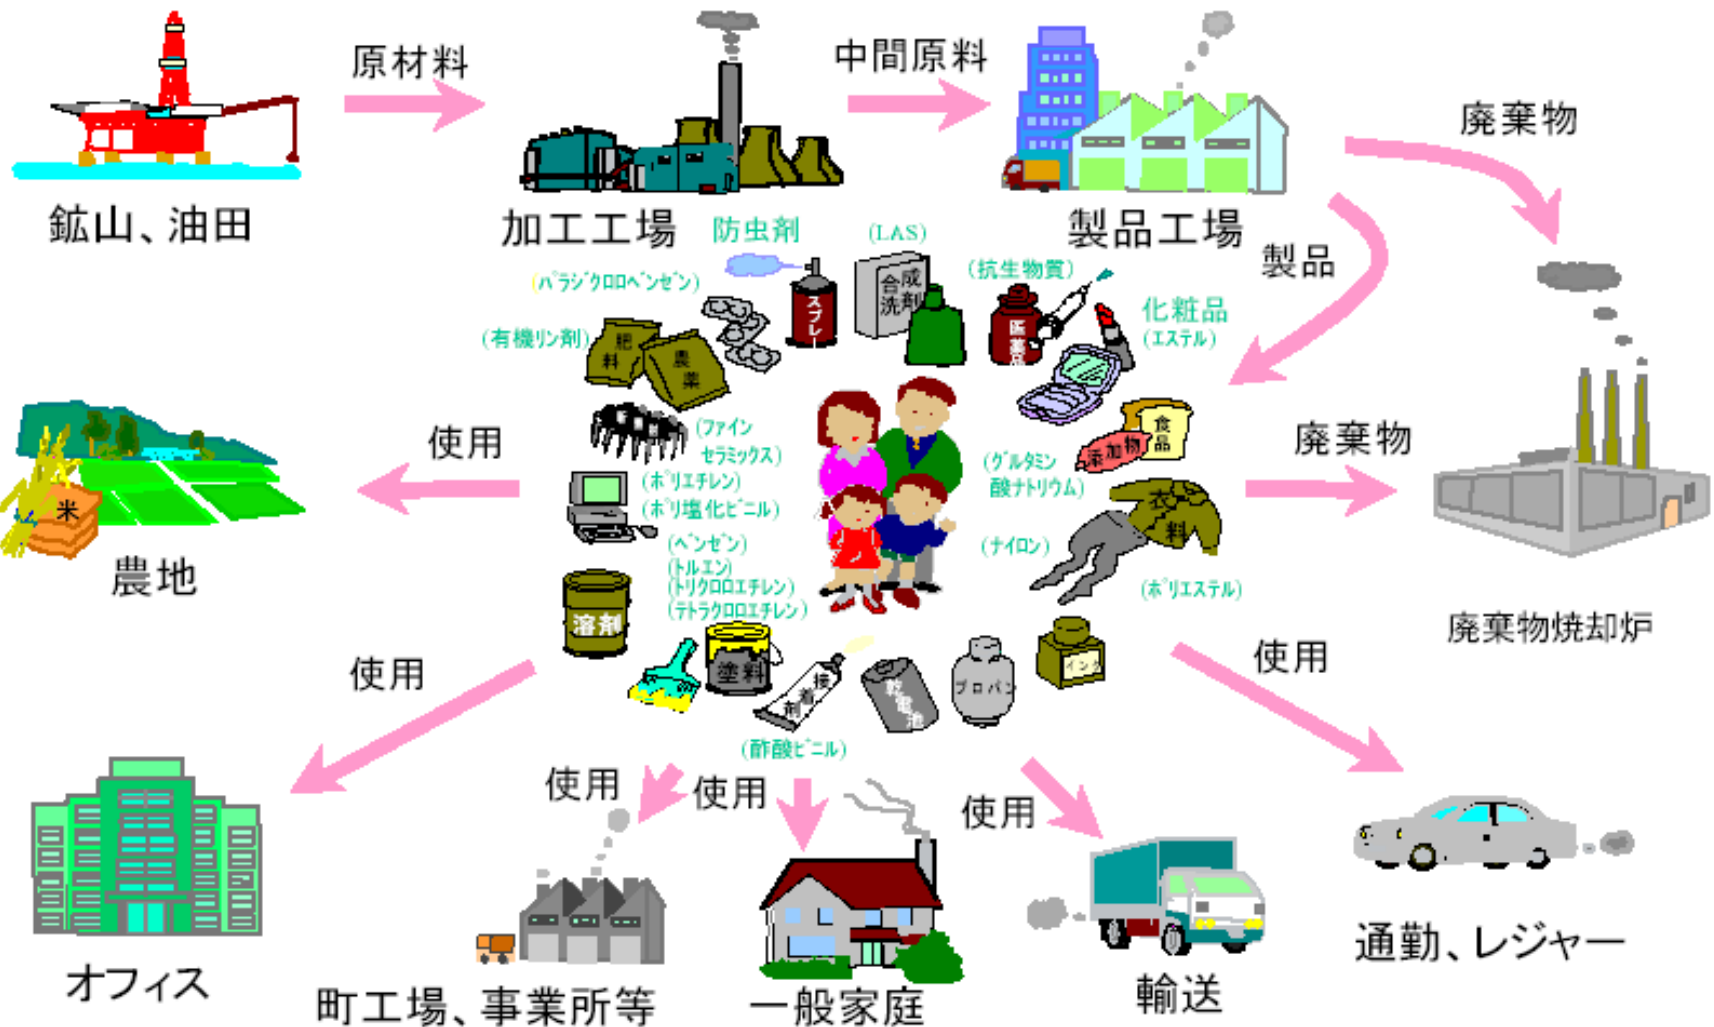 原材料
中間原料
廃棄物
鉱山、油田
加工工場
製品工場
製品
防虫剤
(LAS)
(抗生物質)
(パラジクロロベンゼン)
(有機リン剤)
化粧品
(エステル)
スプレー
合成
洗剤
医薬品
肥料
農薬
(ファイン
セラミックス)
(ポリエチレン)
(ポリ塩化ビニル)
(ベンゼン)
(トルエン)
(トリクロロエチレン)
(テトラクロロエチレン)
(グルタミン
酸ナトリウム)
添加物
食品
衣料
(ナイロン)
(ポリエステル)
使用
米
農地
廃棄物
廃棄物焼却炉
溶剤
塗料
接着剤
乾電池
プロパン
インク
(酢酸ビニル)
使用
使用
使用
使用
使用
オフィス
町工場、事業所等
一般家庭
輸送
通勤、レジャー